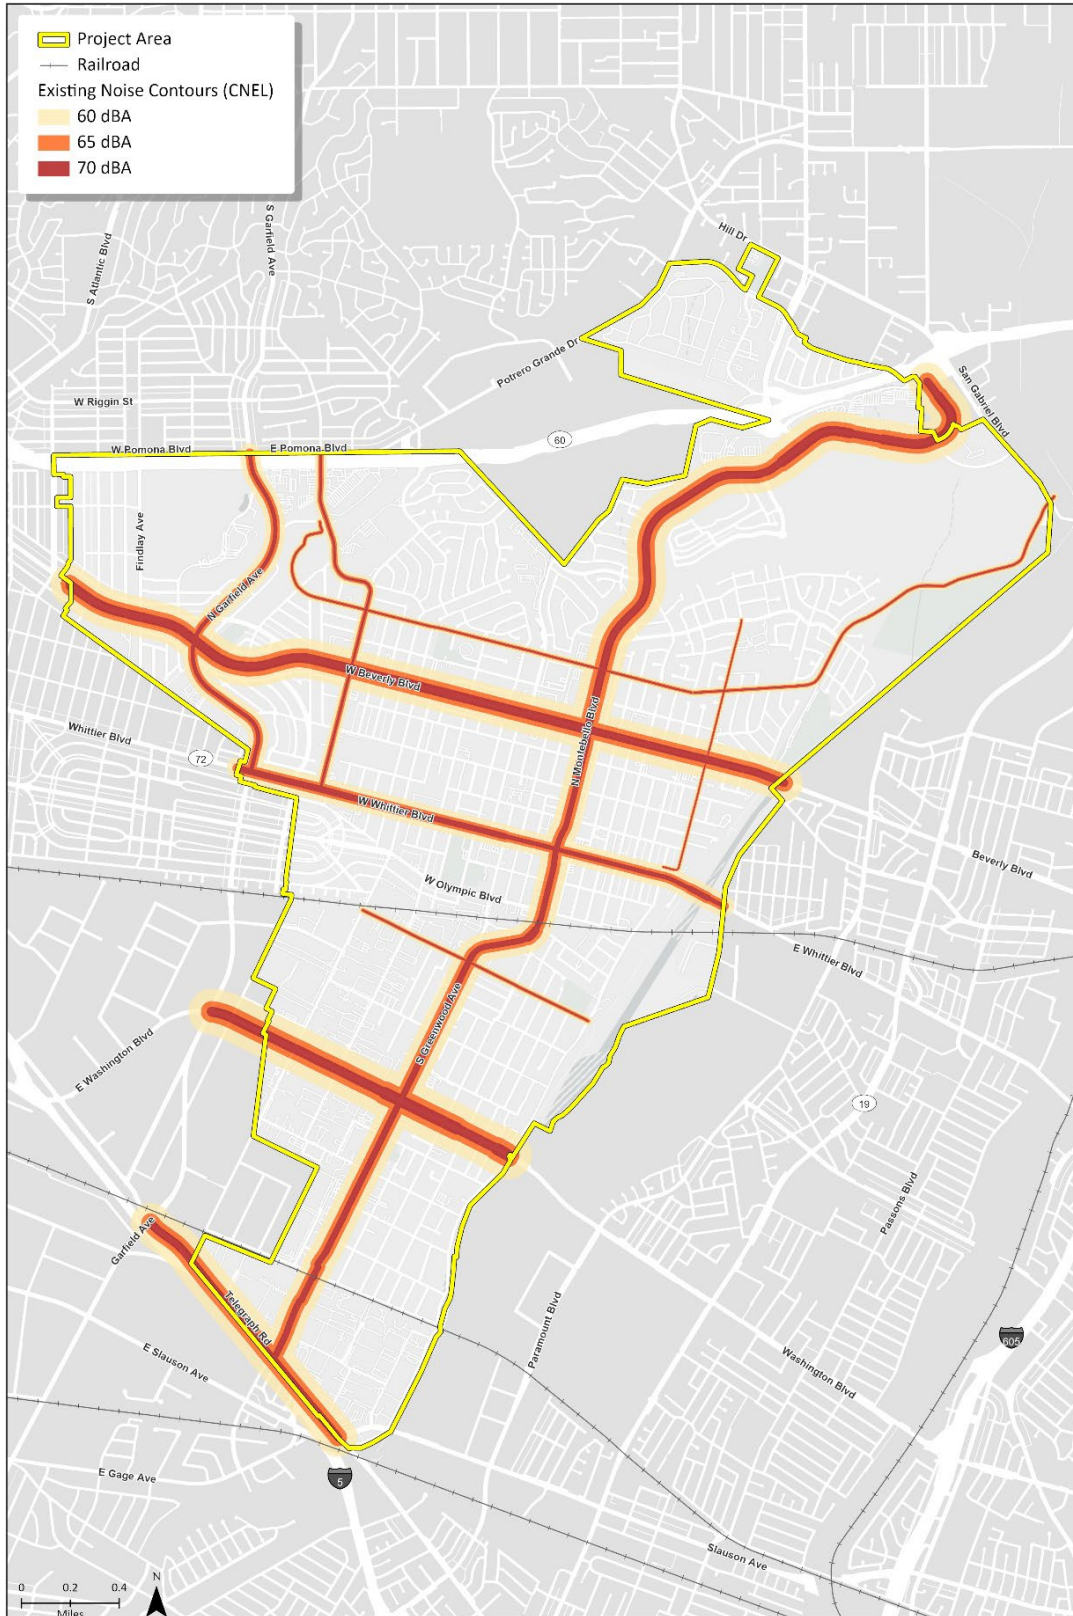 Project Area
Railroad
Existing Noise Contours (CNEL)
60 dBA
65 dBA
70 dBA
S Atlantic Blvd
S Garfield Ave
Hill Dr
Potrero Grande Dr
San Gabriel Blvd
W Riggin St
60
W Pomona Blvd
E Pomona Blvd
Findlay Ave
N Garfield Ave
W Beverly Blvd
N Montebello Blvd
Whittier Blvd
72
W Whittier Blvd
Beverly Blvd
W Olympic Blvd
E Whittier Blvd
S Greenwood Ave
E Washington Blvd
19
Passons Blvd
Garfield Ave
Telegraph Rd
Paramount Blvd
605
E Slauson Ave
Washington Blvd
E Gage Ave
5
Slauson Ave
0 0.2 0.4
Miles
N